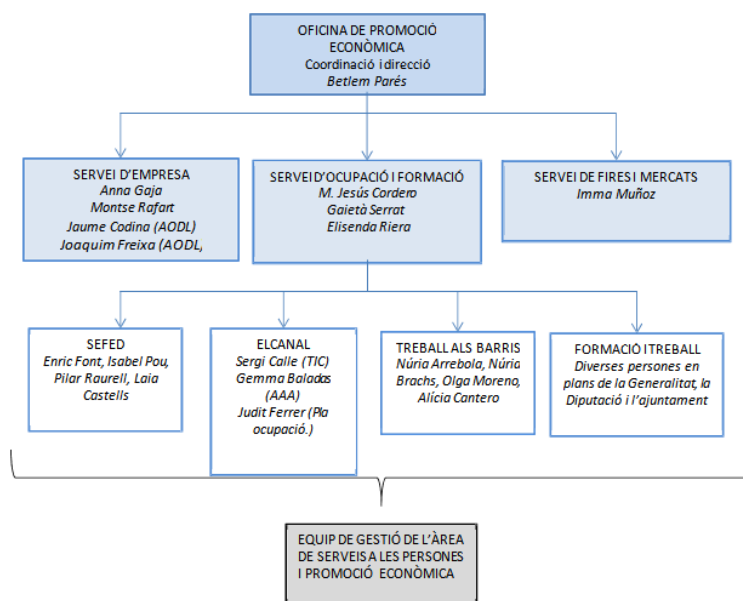 OFICINA DE PROMOCIÓ
ECONÒMICA
Coordinació i direcció
Betlem Parés
SERVEI D'EMPRESA
Anna Gaja
Montse Rafart
Jaume Codina (AODL)
Joaquim Freixa (AODL,
SERVEI D'OCUPACIÓ I FORMACIÓ
M. Jesús Cordero
Gaietà Serrat
Elisenda Riera
SERVEI DE FIRES I MERCATS
Imma Muñoz
SEFED
Enric Font, Isabel Pou,
Pilar Raurell, Laia
Castells
ELCANAL
Sergi Calle (TIC)
Gemma Baladas
(AAA)
Judit Ferrer (Pla
ocupació.)
TREBALL ALS BARRIS
Núria Arrebola, Núria
Brachs, Olga Moreno,
Alícia Cantero
FORMACIÓ I TREBALL
Diverses persones en
plans de la Generalitat, la
Diputació i l'ajuntament
EQUIP DE GESTIÓ DE L'ÀREA
DE SERVEIS A LES PERSONES
I PROMOCIÓ ECONÒMICA